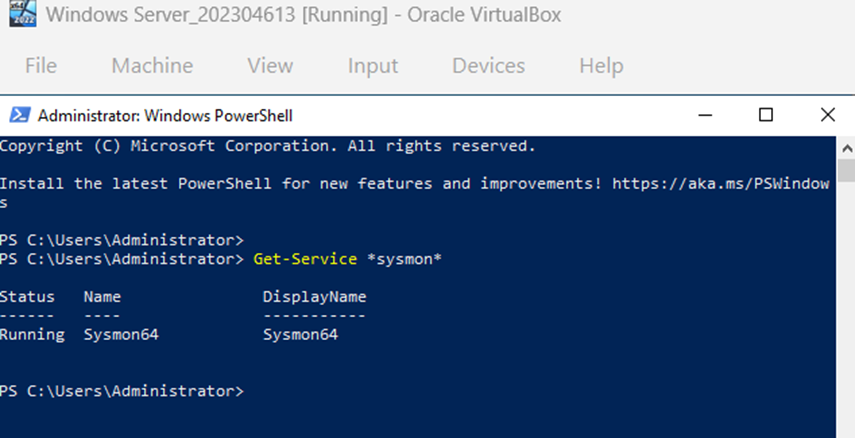 x64
2022
Windows Server_202304613 [Running] - Oracle VirtualBox
File Machine View Input Devices Help
Administrator: Windows PowerShell
Copyright (C) Microsoft Corporation. All rights reserved.
Install the latest PowerShell for new features and improvements! https://aka.ms/PSWindow
s
PS C:\Users\Administrator>
PS C:\Users\Administrator> Get-Service *sysmon*
Status   Name               DisplayName
------   ----               -----------
Running  Sysmon64           Sysmon64
PS C:\Users\Administrator>